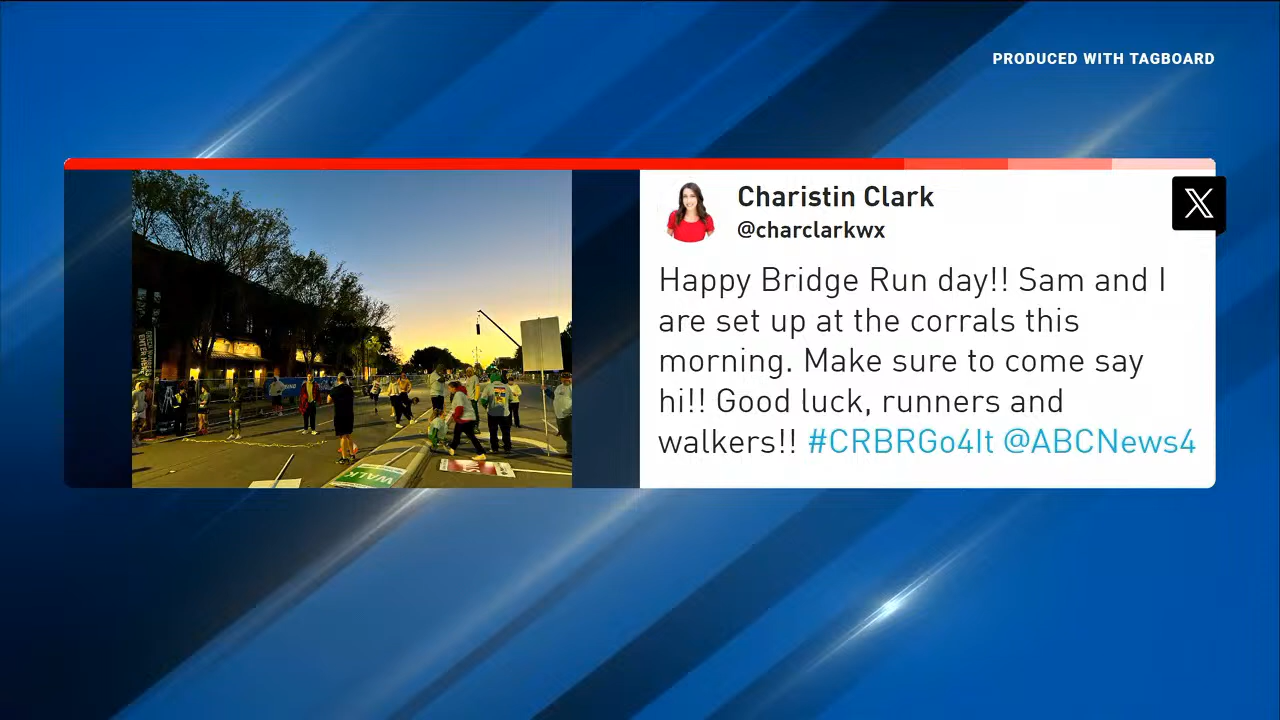 PRODUCED WITH TAGBOARD
Charistin Clark
@charclarkwx
Happy Bridge Run day!! Sam and I
are set up at the corrals this
morning. Make sure to come say
hi!! Good luck, runners and
walkers!! #CRBRGo4It @ABCNews4
WALK